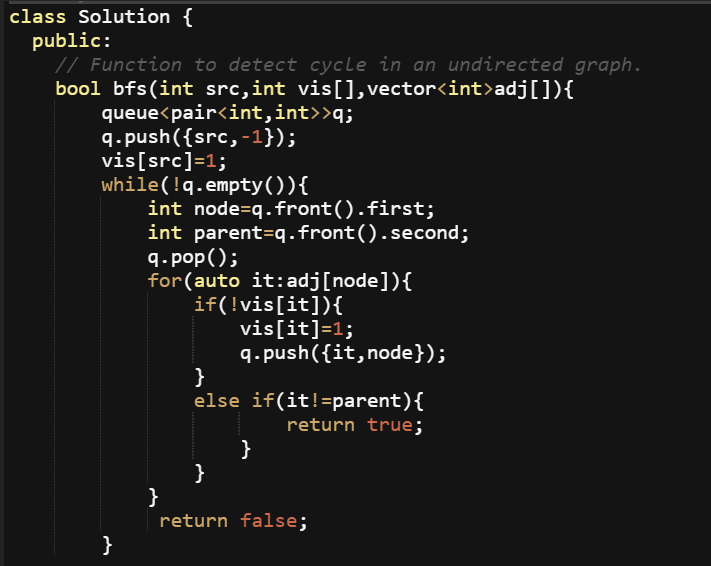 class Solution {
  public:
    // Function to detect cycle in an undirected graph.
    bool bfs(int src,int vis[],vector<int>adj[]){
        queue<pair<int,int>>q;
        q.push({src,-1});
        vis[src]=1;
        while(!q.empty()){
            int node=q.front().first;
            int parent=q.front().second;
            q.pop();
            for(auto it:adj[node]){
                if(!vis[it]){
                    vis[it]=1;
                    q.push({it,node});
                }
                else if(it!=parent){
                        return true;
                    }
                }
            }
             return false;
        }